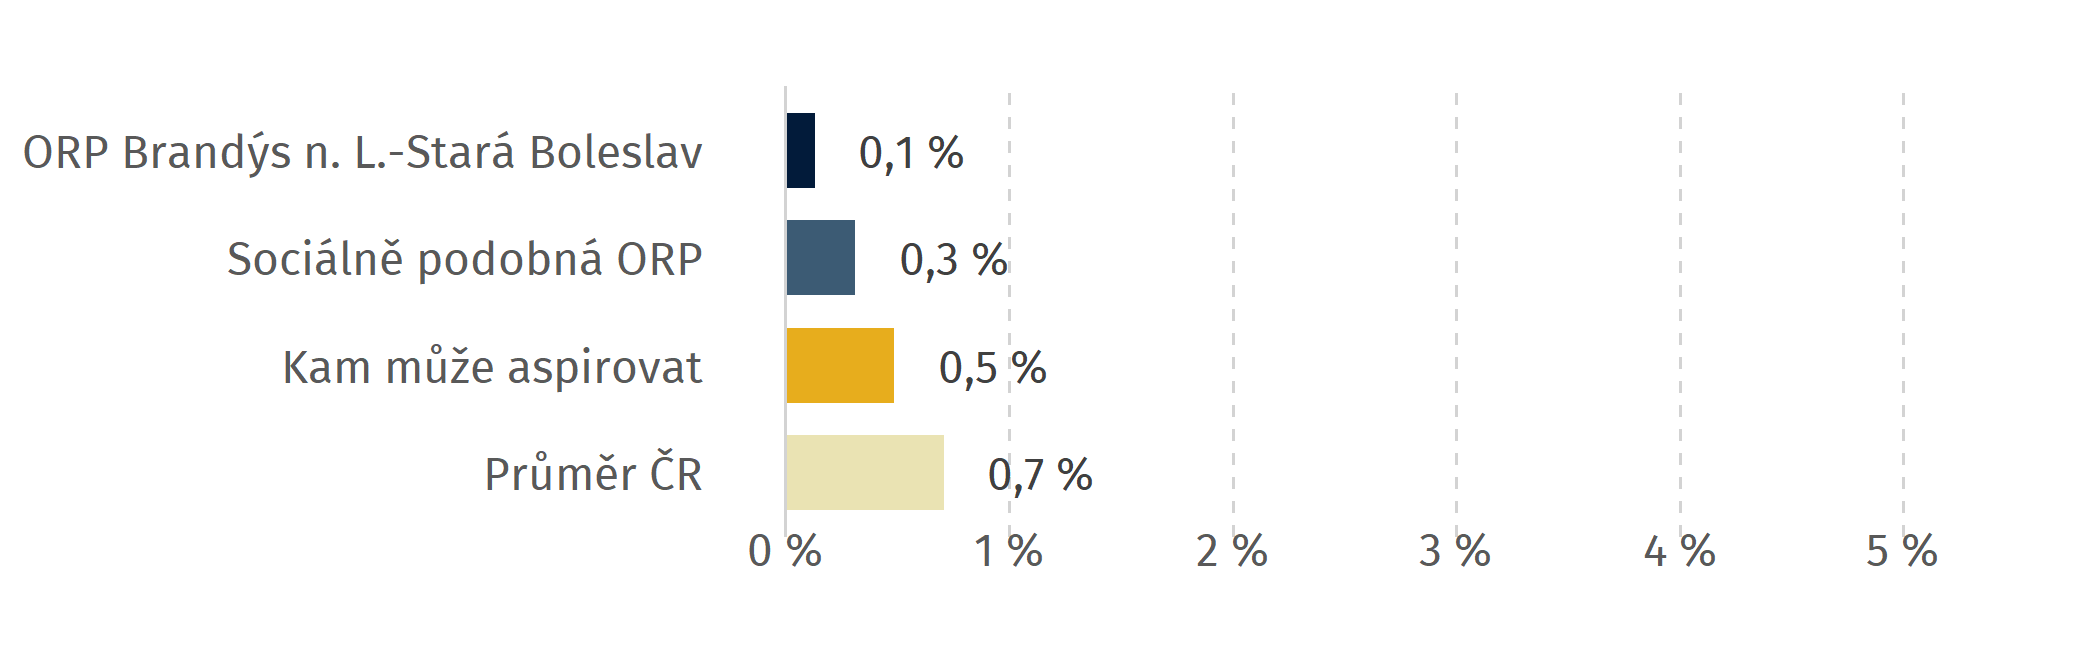 ORP Brandýs n. L.-Stará Boleslav 0,1 %
Sociálně podobná ORP 0,3 %
Kam může aspirovat 0,5 %
Průměr ČR 0,7 %
0 % 1 % 2 % 3 % 4 % 5 %